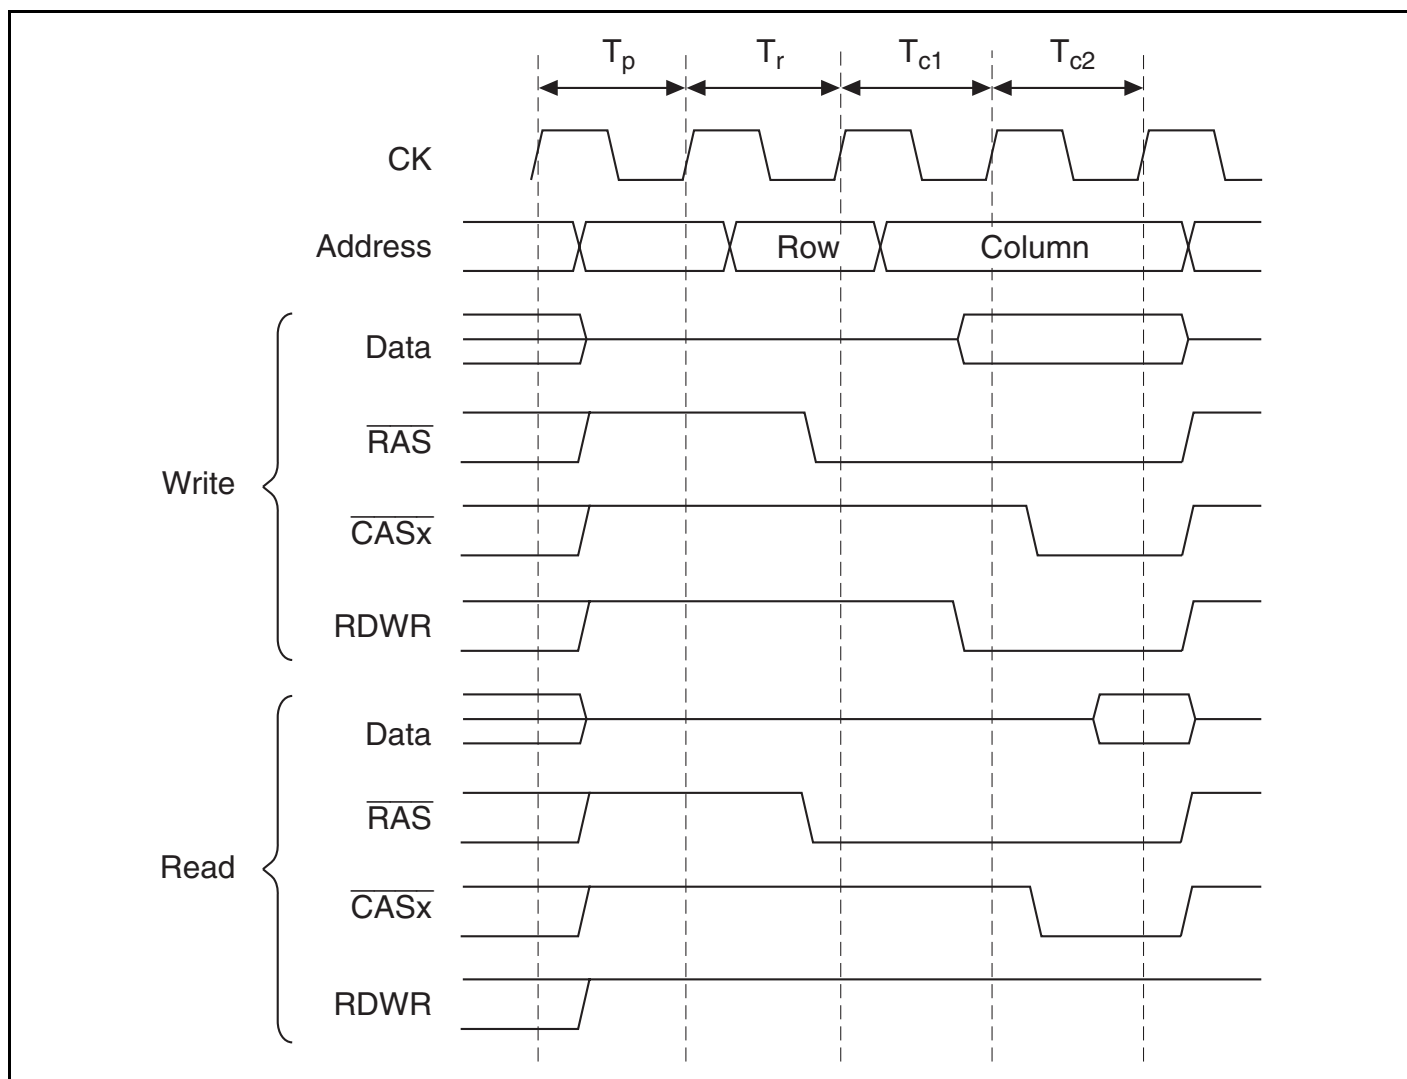 Tp Tr Tc1 Tc2
CK
Address Row Column
Data
RAS
Write
CASx
RDWR
Data
RAS
Read
CASx
RDWR